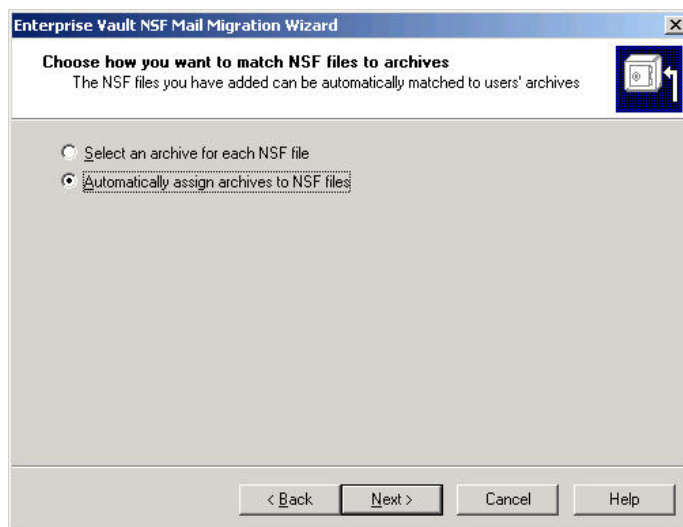 Enterprise Vault NSF Mail Migration Wizard
Choose how you want to match NSF files to archives
The NSF files you have added can be automatically matched to users' archives
Select an archive for each NSF file
Automatically assign archives to NSF files
< Back Next > Cancel Help